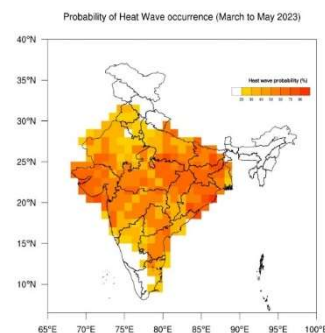 Probability of Heat Wave occurrence (March to May 2023)
40°N
35°N
30°N
25°N
20°N
15°N
10°N
Heat wave probability (%)
65°E 70°E 75°E 80°E 85°E 90°E 95°E 100°E